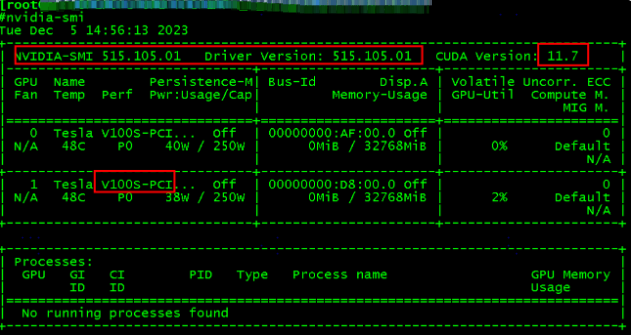 [root@
#nvidia-smi
Tue Dec  5 14:56:13 2023
NVIDIA-SMI 515.105.01   Driver Version: 515.105.01   CUDA Version: 11.7
GPU  Name        Persistence-M| Bus-Id        Disp.A | Volatile Uncorr. ECC
Fan  Temp  Perf  Pwr:Usage/Cap|         Memory-Usage | GPU-Util  Compute M.
MIG M.
0  Tesla V100S-PCI...  Off | 00000000:AF:00.0 Off | 0
N/A  48C  P0  40W / 250W | 0MiB / 32768MiB | 0%  Default
N/A
1  Tesla V100S-PCI...  Off | 00000000:D8:00.0 Off | 0
N/A  48C  P0  38W / 250W | 0MiB / 32768MiB | 2%  Default
N/A
Processes:
GPU  GI  CI  PID  Type  Process name  GPU Memory
ID  ID  Usage
No running processes found